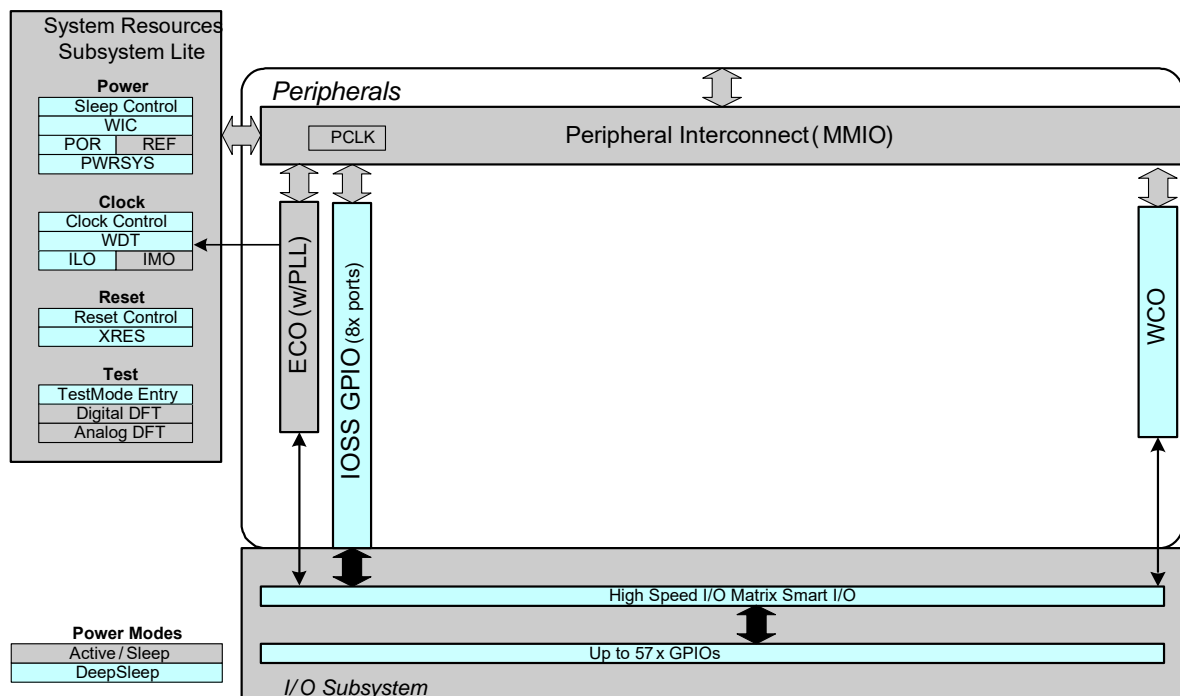 System Resources
Subsystem Lite
Power
Sleep Control
WIC
POR REF
PWRSYS
Clock
Clock Control
WDT
ILO IMO
Reset
Reset Control
XRES
Test
TestMode Entry
Digital DFT
Analog DFT
Power Modes
Active/Sleep
DeepSleep
Peripherals
PCLK
Peripheral Interconnect (MMIO)
ECO (w/PLL)
IOSS GPIO (8x ports)
WCO
High Speed I/O Matrix Smart I/O
Up to 57x GPIOs
I/O Subsystem